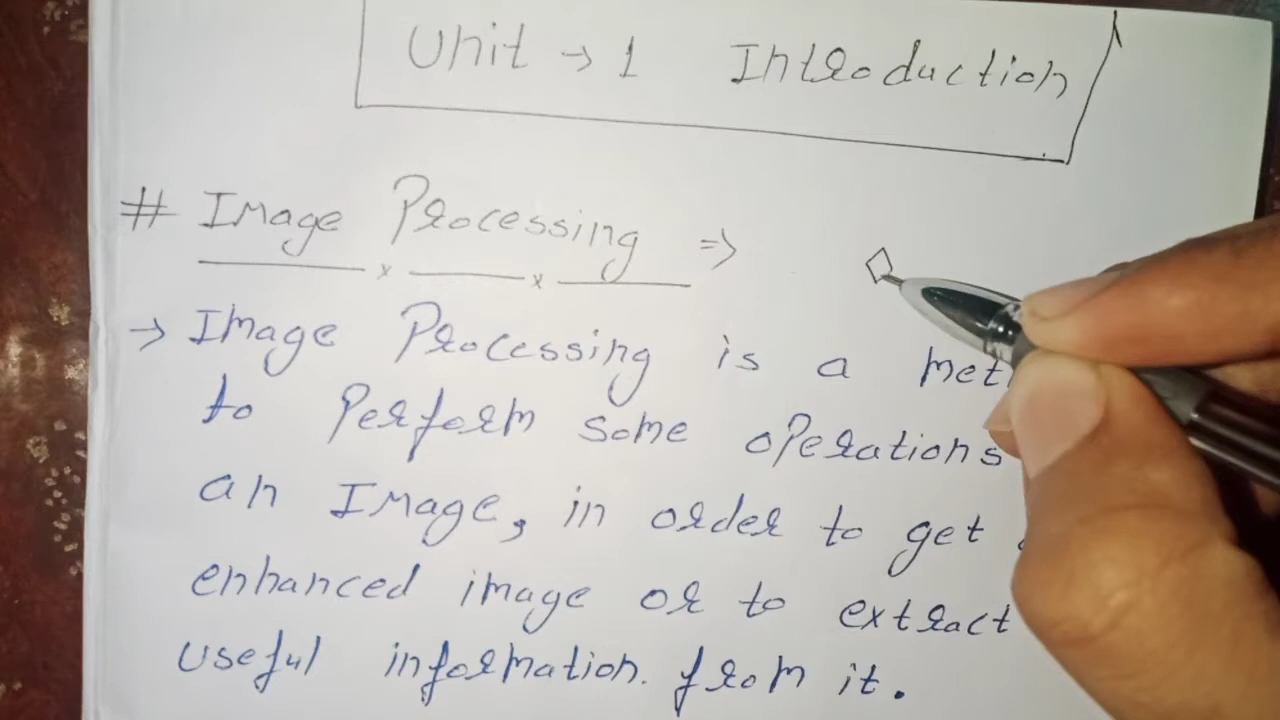 Unit → 1 Introduction
# Image Processing ⇒
→ Image Processing is a met
to Perform some operations
an Image, in order to get
enhanced image or to extract
useful information. from it.